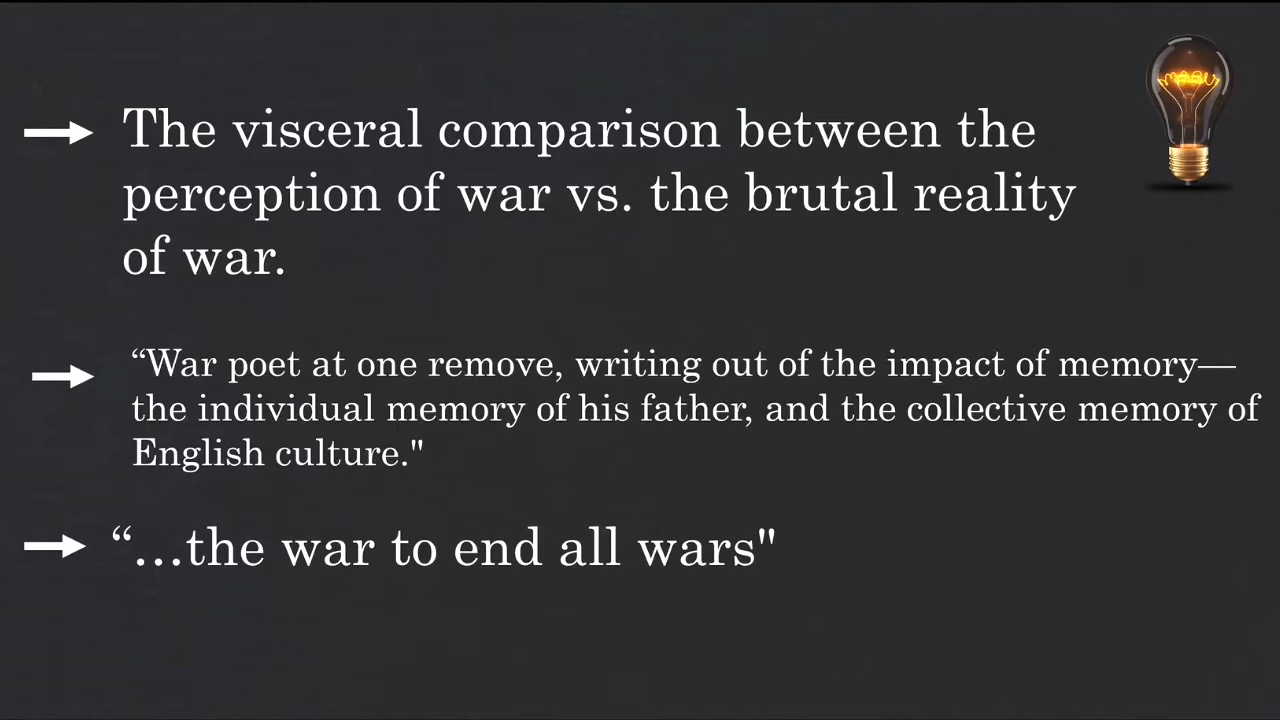 The visceral comparison between the
perception of war vs. the brutal reality
of war.
“War poet at one remove, writing out of the impact of memory—
the individual memory of his father, and the collective memory of
English culture."
“…the war to end all wars"